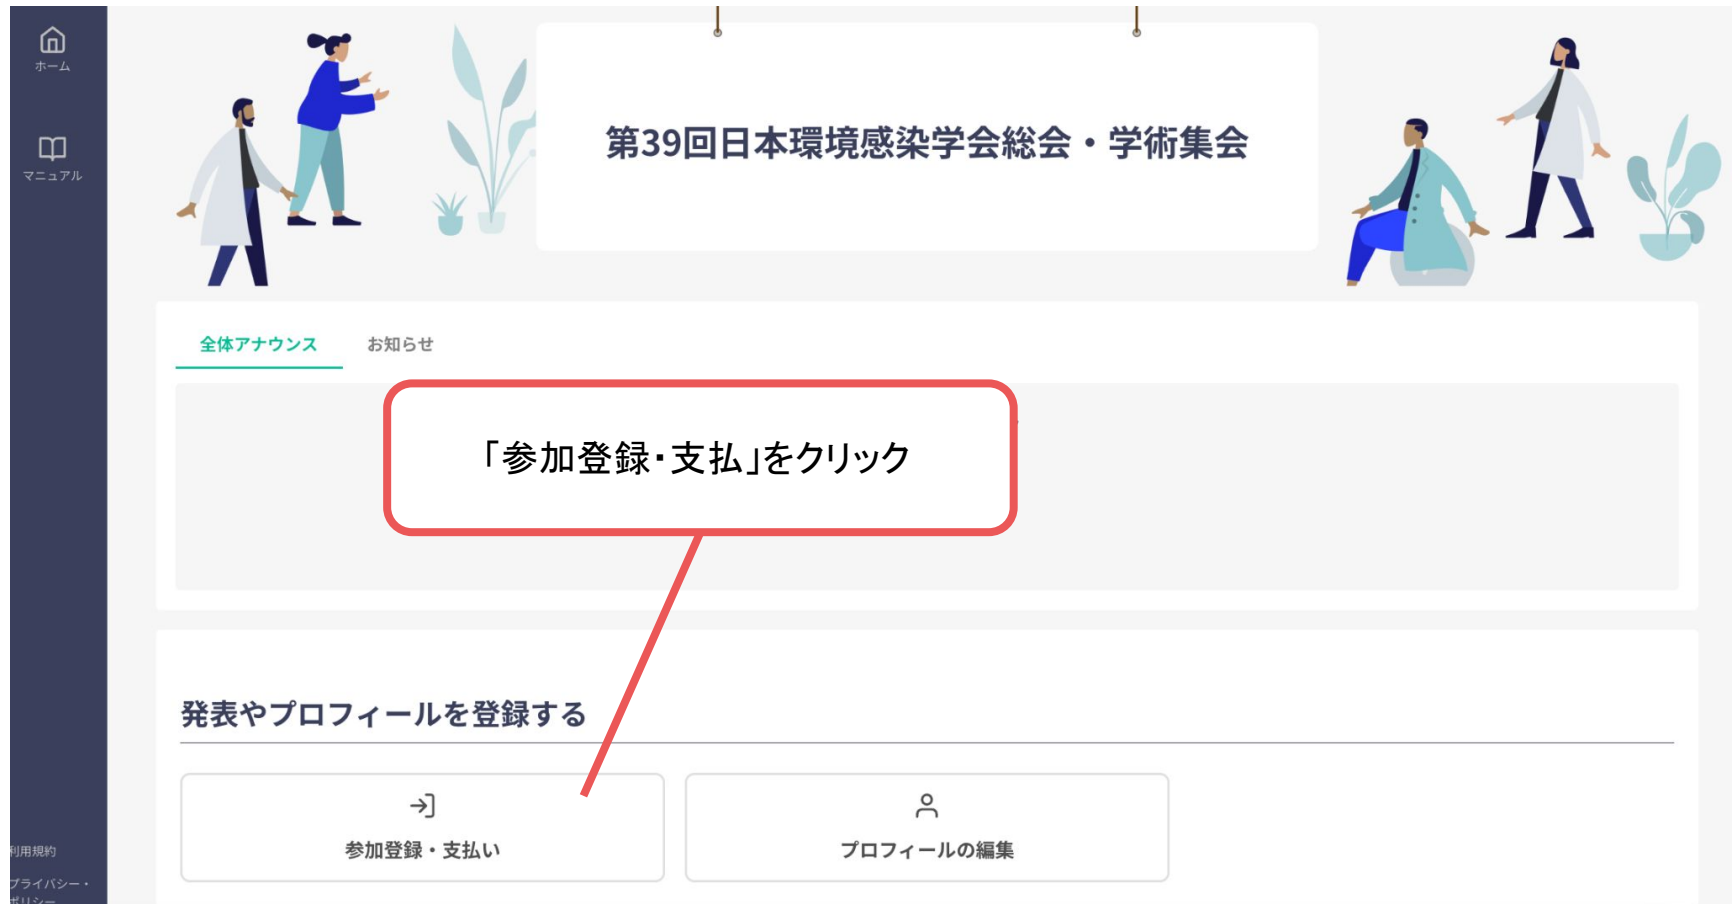 ホーム
マニュアル
第39回日本環境感染学会総会・学術集会
全体アナウンス
お知らせ
「参加登録・支払」をクリック
発表やプロフィールを登録する
参加登録・支払い
プロフィールの編集
利用規約
プライバシー・
ポリシー